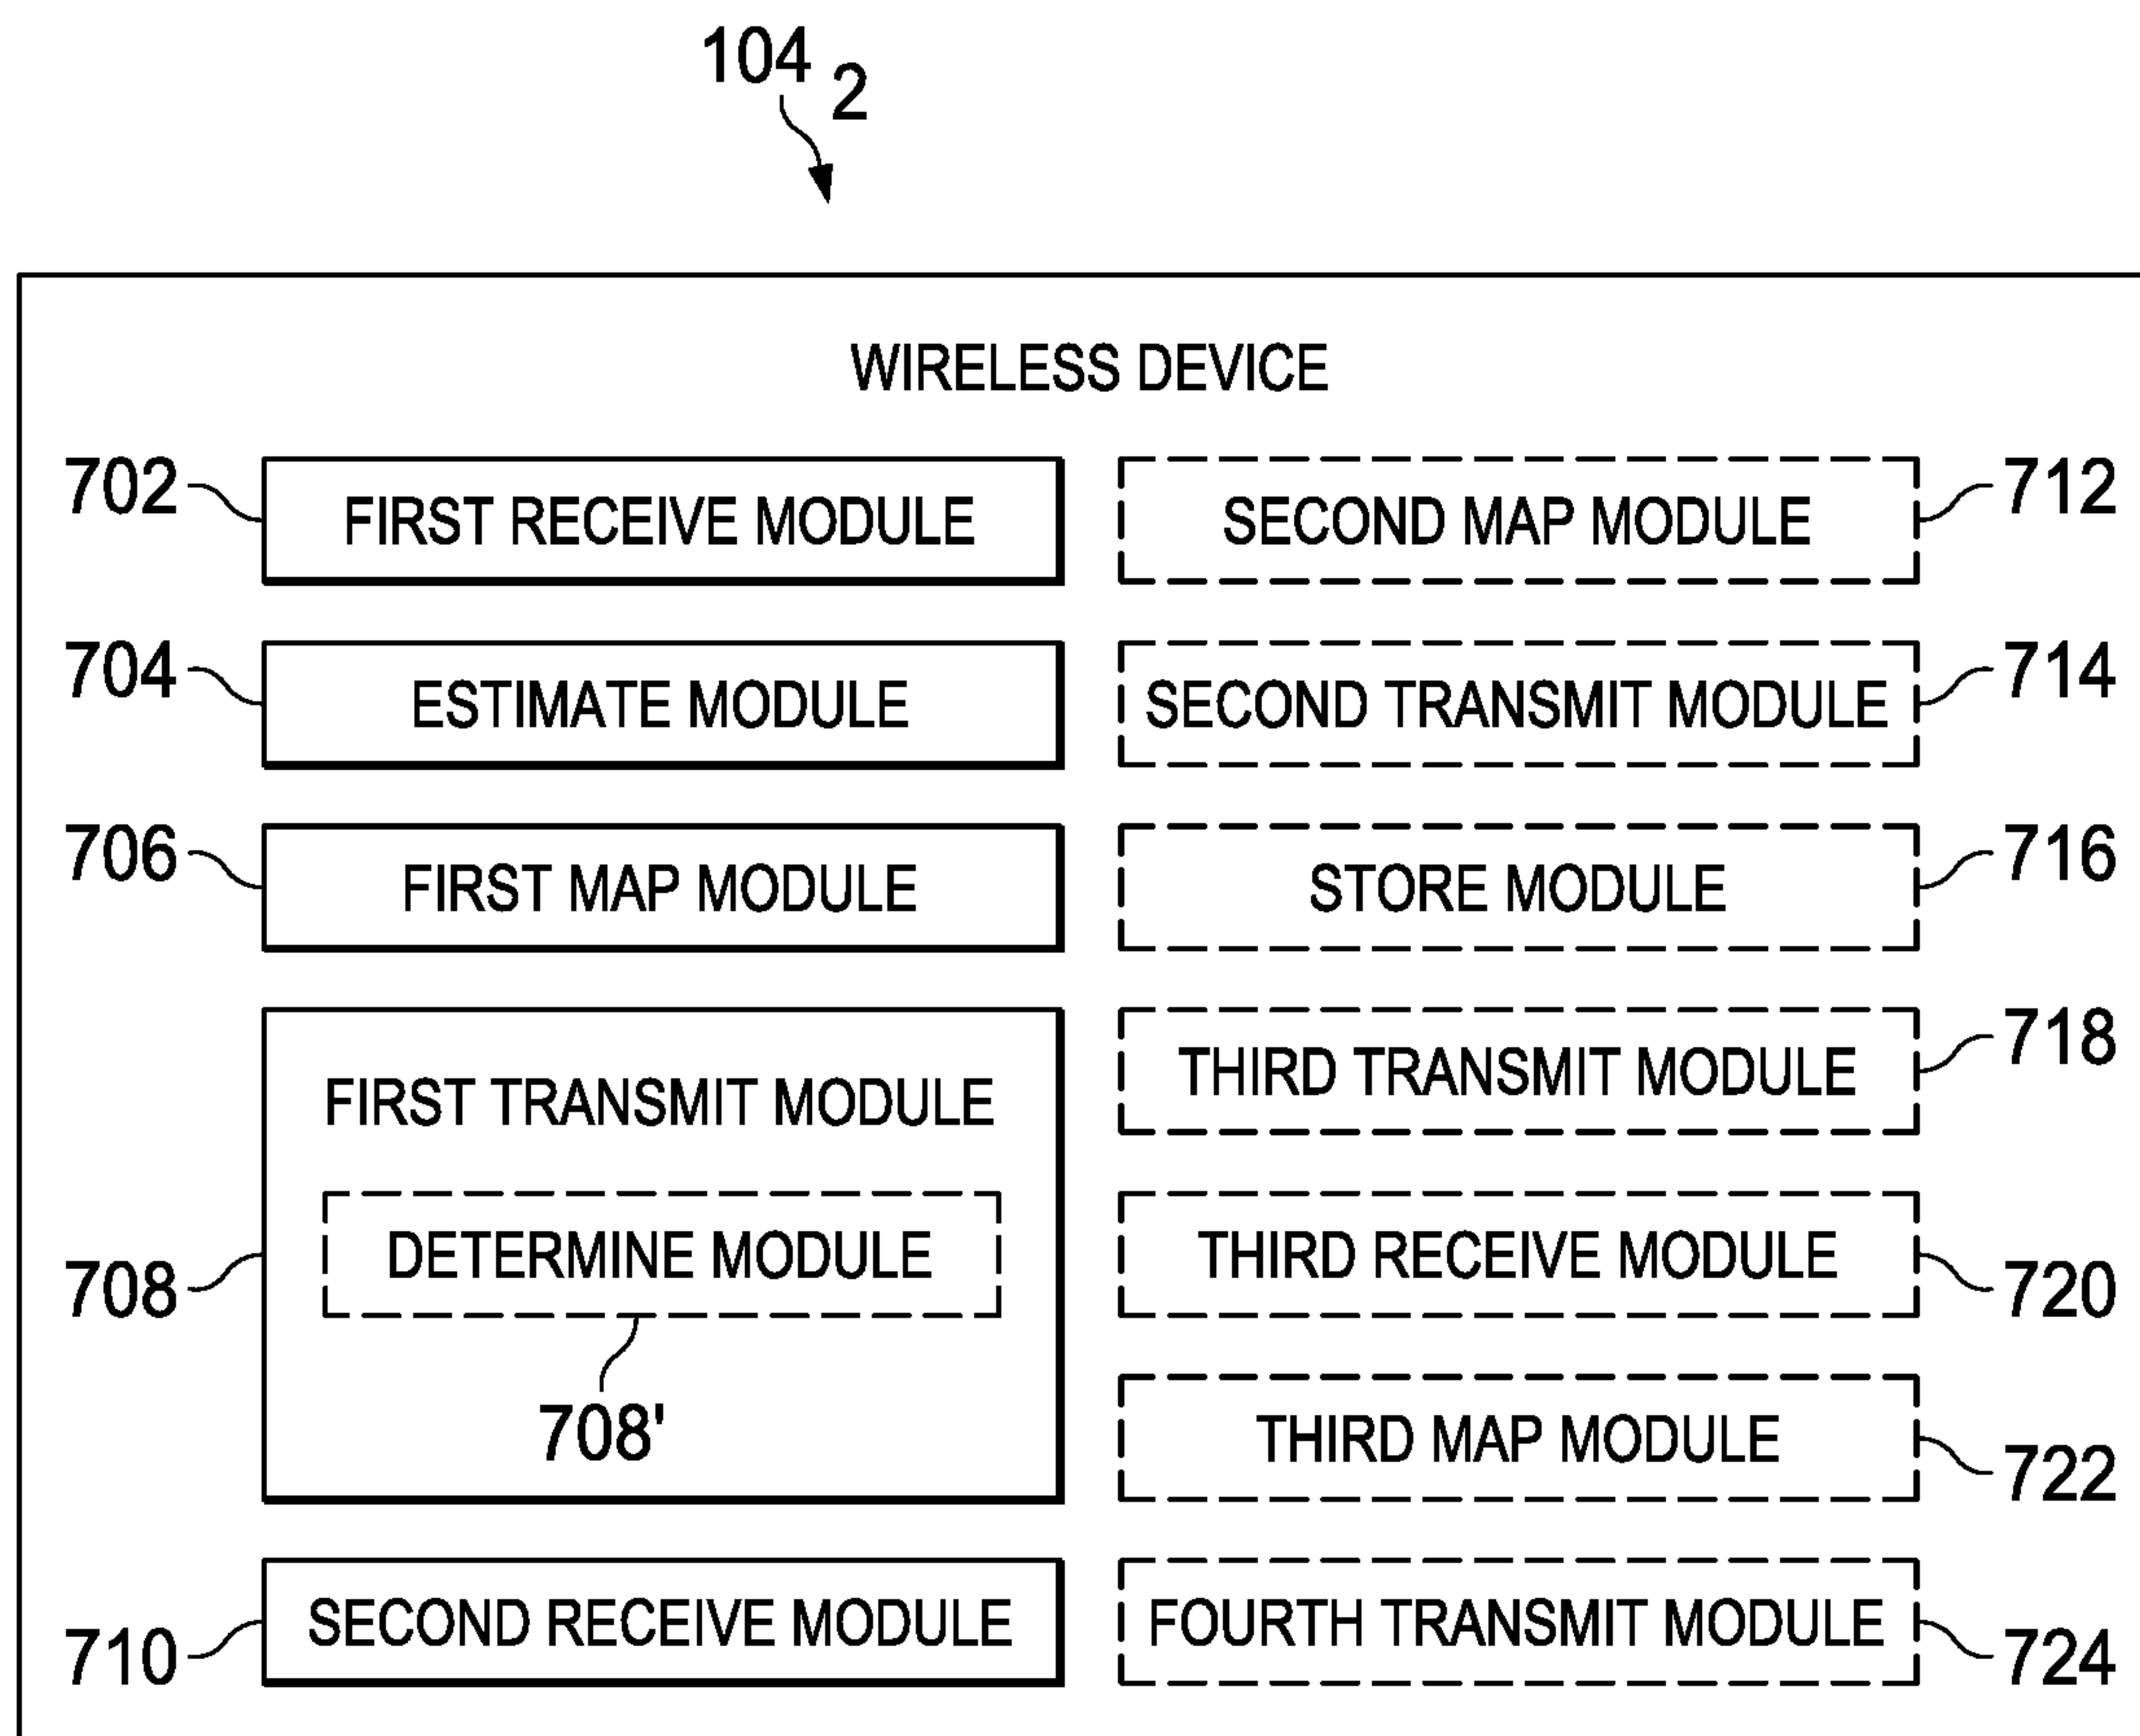 104 2
WIRELESS DEVICE
702
FIRST RECEIVE MODULE
SECOND MAP MODULE
712
704
ESTIMATE MODULE
SECOND TRANSMIT MODULE
714
706
FIRST MAP MODULE
STORE MODULE
716
FIRST TRANSMIT MODULE
THIRD TRANSMIT MODULE
718
708
DETERMINE MODULE
708'
THIRD RECEIVE MODULE
720
THIRD MAP MODULE
722
710
SECOND RECEIVE MODULE
FOURTH TRANSMIT MODULE
724